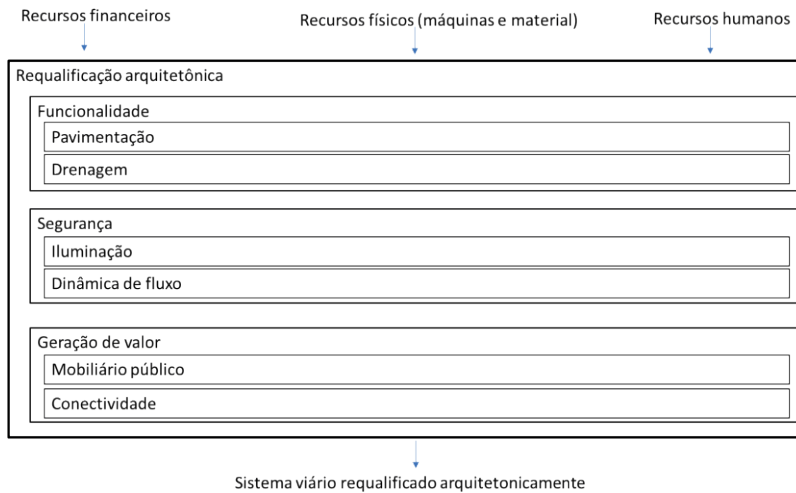 Recursos financeiros
Recursos físicos (máquinas e material)
Recursos humanos
Requalificação arquitetônica
Funcionalidade
Pavimentação
Drenagem
Segurança
Iluminação
Dinâmica de fluxo
Geração de valor
Mobiliário público
Conectividade
Sistema viário requalificado arquitetonicamente